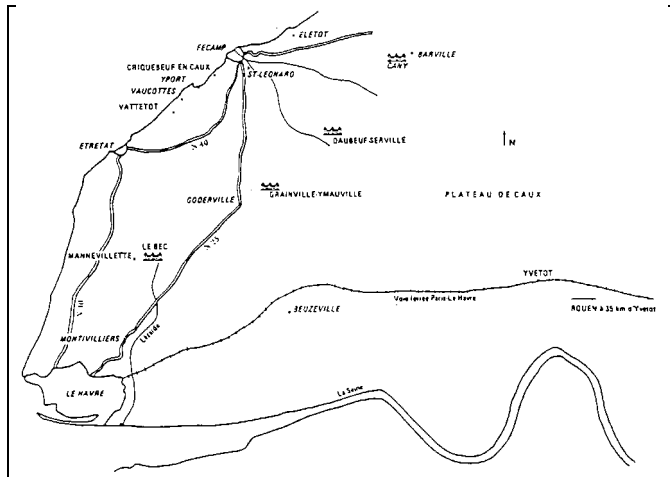 ELETOT
FECAMP
BARVILLE
CANY
CRIQUEBEUF EN CAUX
ST-LEONARD
YPORT
VAUCOTTES
VATTETOT
DAUBEUF-SERVILLE
N
ETRETAT
N 40
GRAINVILLE-YMAUVILLE
PLATEAU DE CAUX
GODERVILLE
LE BEC
N 25
MANNEVILLETTE
YVETOT
Voie ferrée Paris-Le Havre
BEUZEVILLE
ROUEN à 35 km d'Yvetot
MONTIVILLIERS
Lézarde
LE HAVRE
La Seine